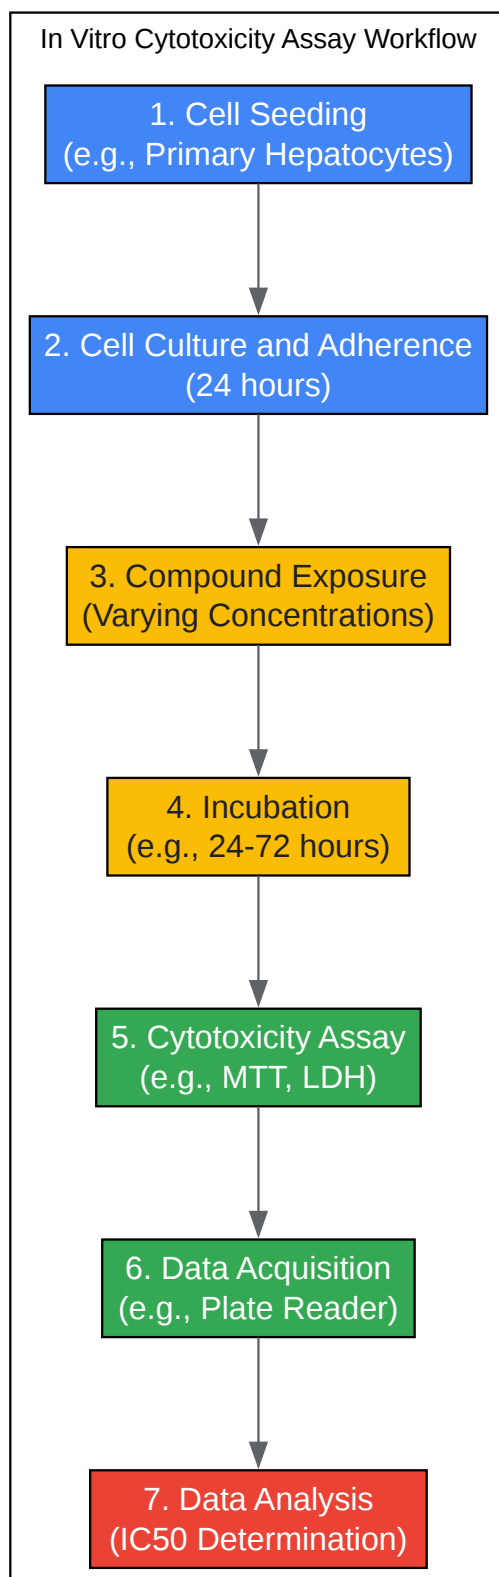 In Vitro Cytotoxicity Assay Workflow
1. Cell Seeding
(e.g., Primary Hepatocytes)
2. Cell Culture and Adherence
(24 hours)
3. Compound Exposure
(Varying Concentrations)
4. Incubation
(e.g., 24-72 hours)
5. Cytotoxicity Assay
(e.g., MTT, LDH)
6. Data Acquisition
(e.g., Plate Reader)
7. Data Analysis
(IC50 Determination)